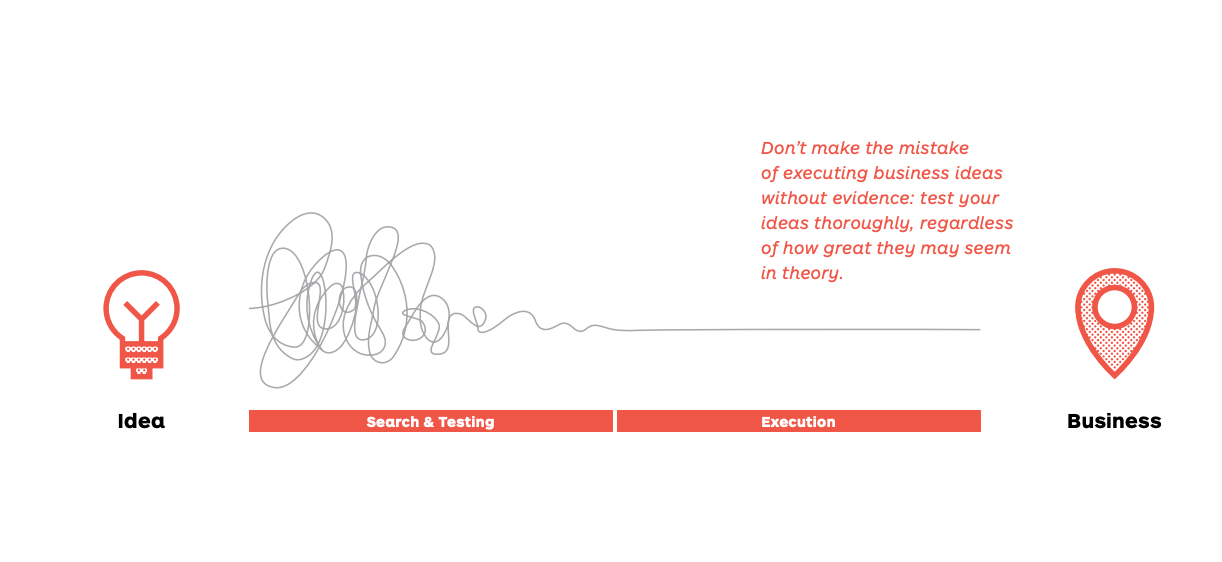 Don't make the mistake
of executing business ideas
without evidence: test your
ideas thoroughly, regardless
of how great they may seem
in theory.
Idea
Search & Testing
Execution
Business